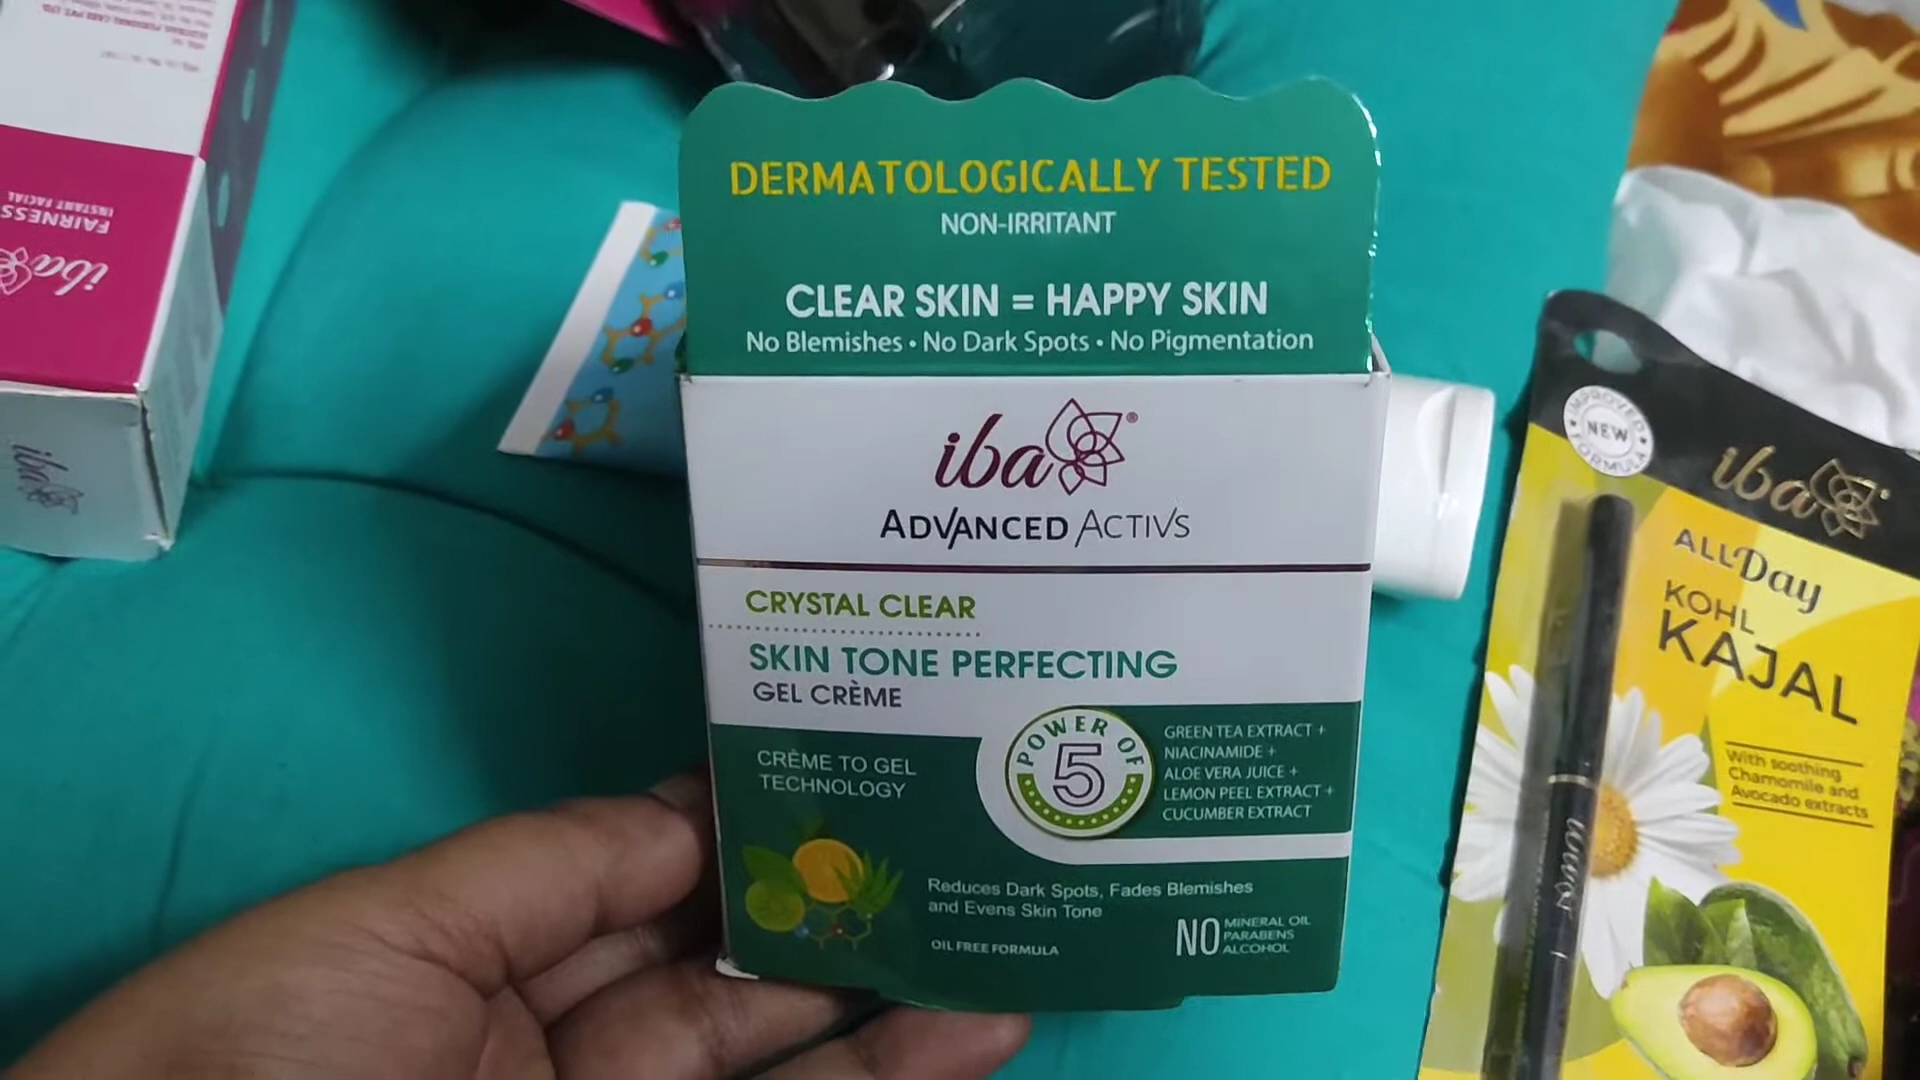 DERMATOLOGICALLY TESTED
NON-IRRITANT
CLEAR SKIN = HAPPY SKIN
No Blemishes • No Dark Spots • No Pigmentation
iba®
ADVANCED ACTIVS
CRYSTAL CLEAR
SKIN TONE PERFECTING
GEL CRÈME
CRÈME TO GEL
TECHNOLOGY
POWER OF
5
GREEN TEA EXTRACT +
NIACINAMIDE +
ALOE VERA JUICE +
LEMON PEEL EXTRACT +
CUCUMBER EXTRACT
Reduces Dark Spots, Fades Blemishes
and Evens Skin Tone
OIL FREE FORMULA
NO MINERAL OIL
PARABENS
ALCOHOL
FAIRNESS
INSTANT FACIAL
iba
iba
IMPROVED
NEW
FORMULA
iba
ALL Day
KOHL
KAJAL
With soothing
Chamomile and
Avocado extracts